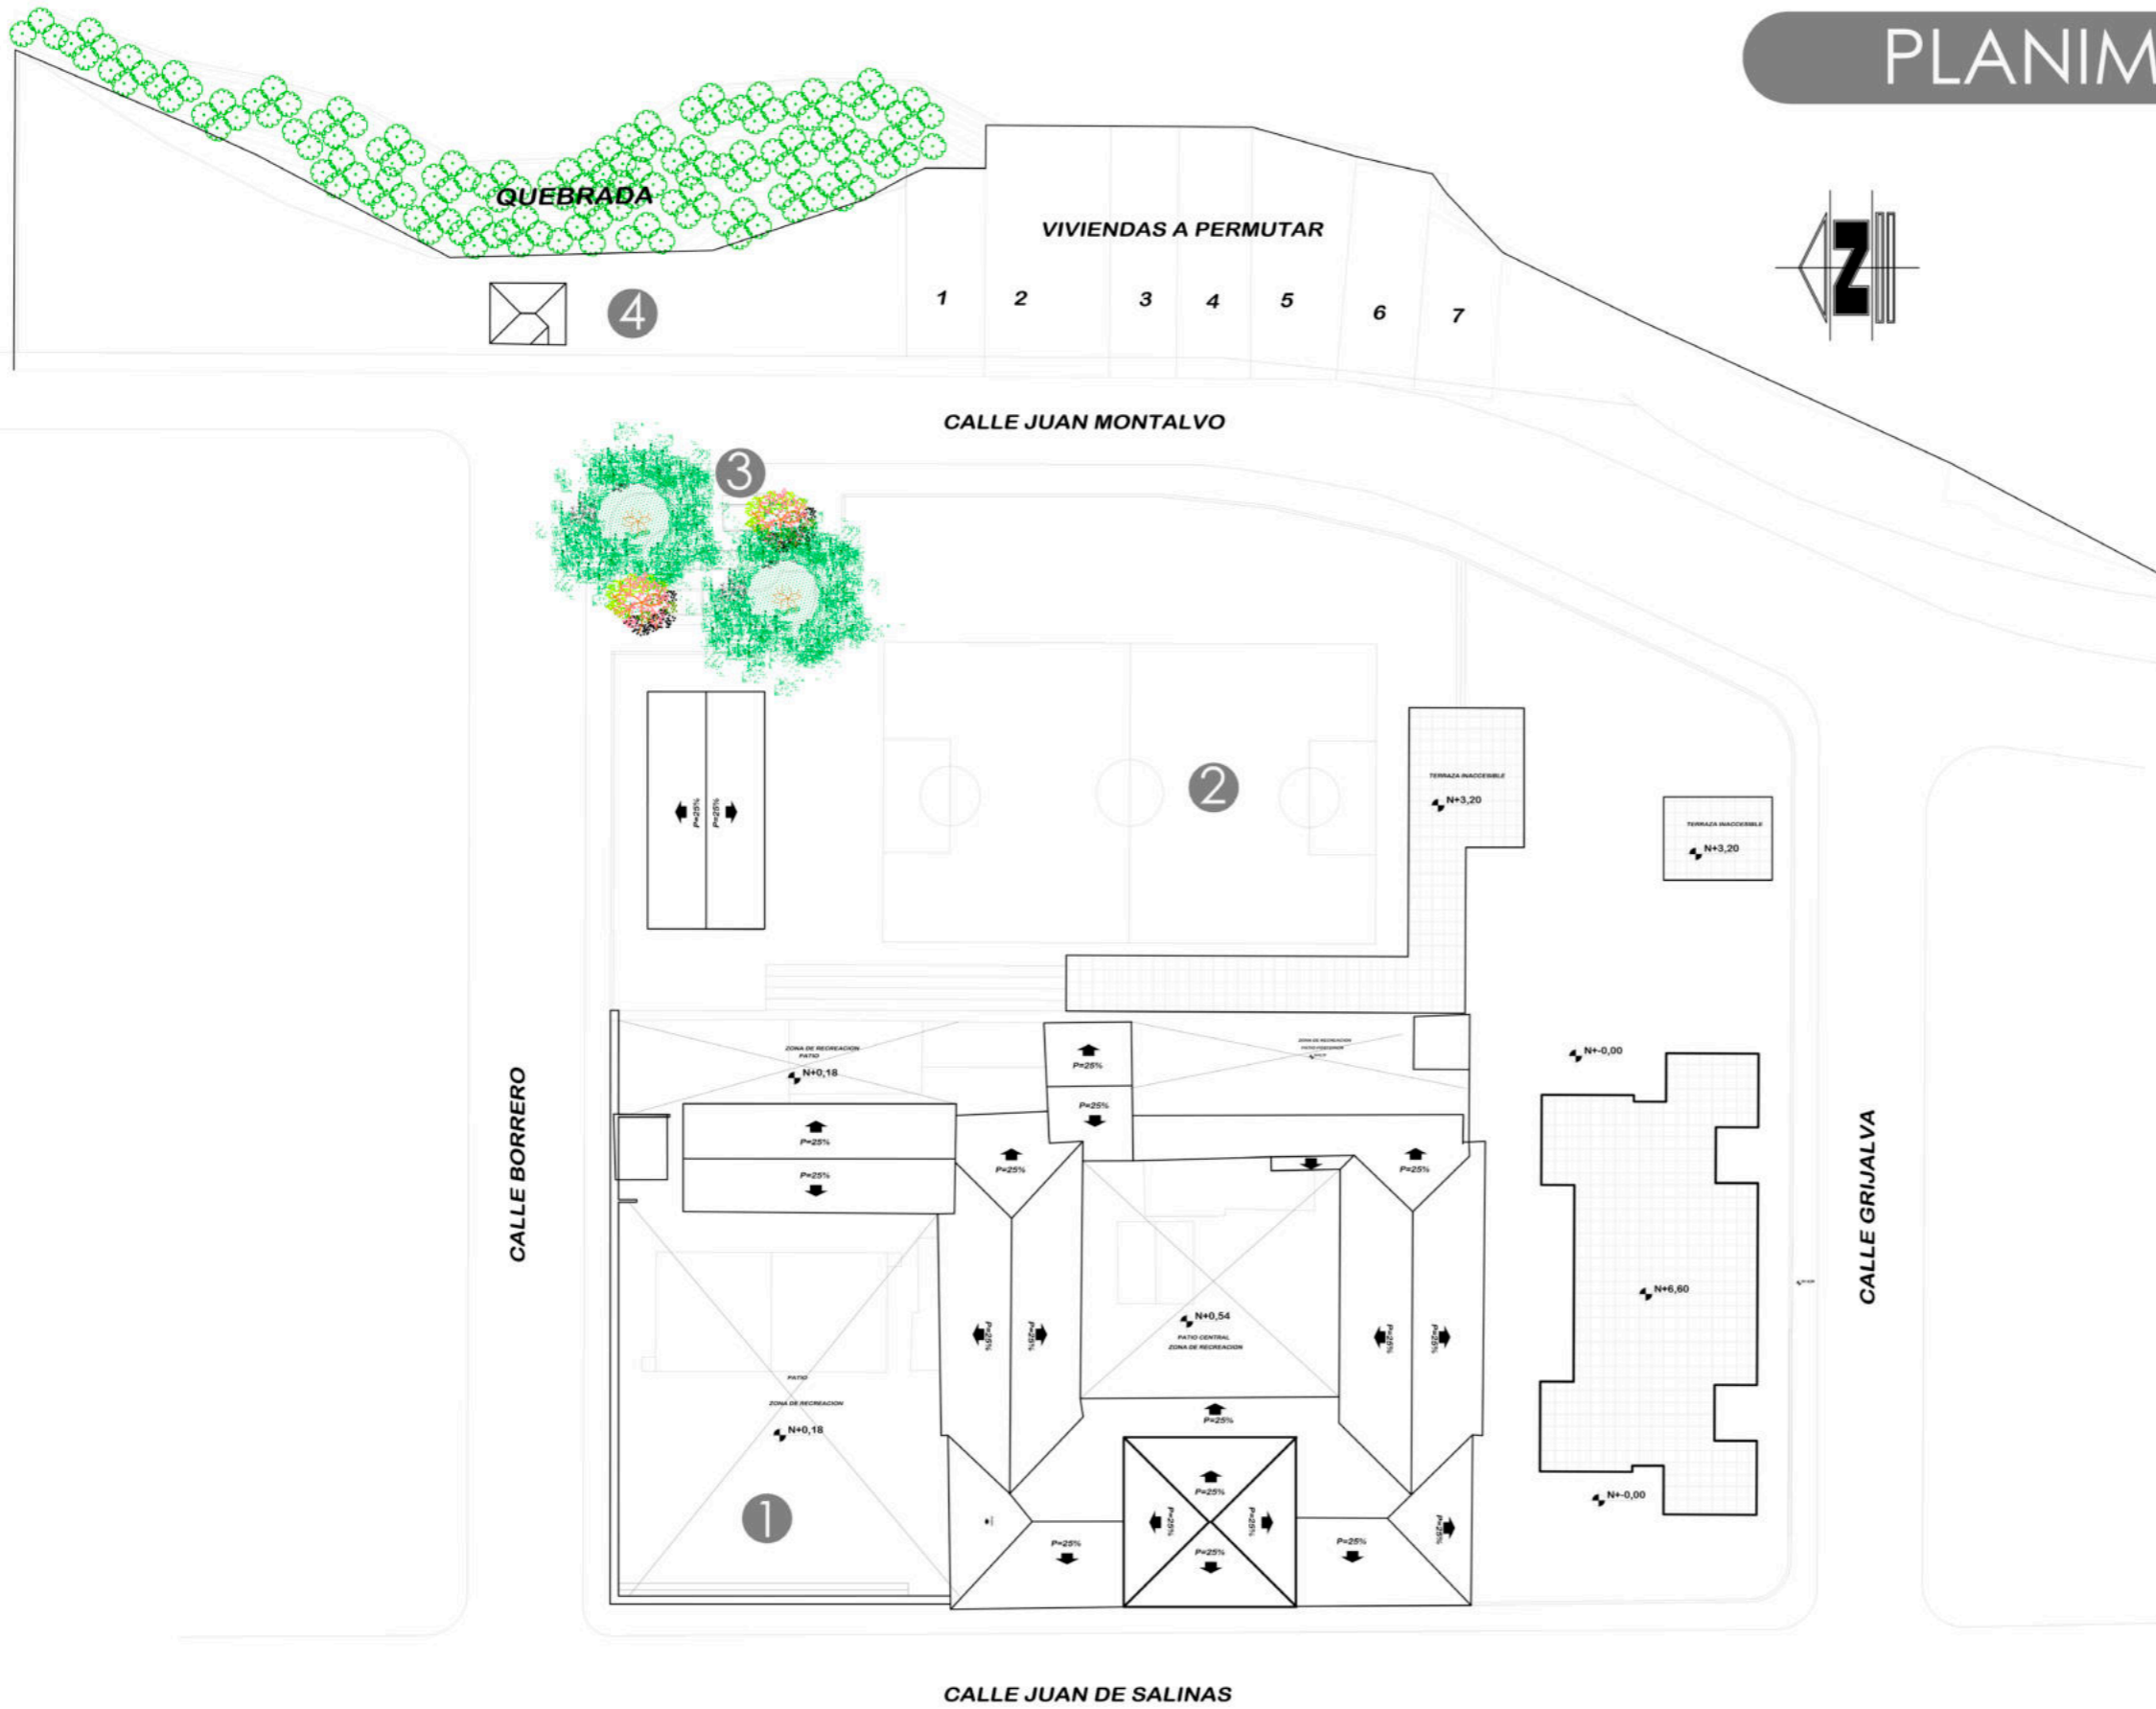 PLANIM
QUEBRADA
VIVIENDAS A PERMUTAR
Z
4
1
2
3
4
5
6
7
CALLE JUAN MONTALVO
3
2
TERRAZA INACCESIBLE
N+3,20
TERRAZA INACCESIBLE
N+3,20
P=25%
P=25%
ZONA DE RECREACION
PATIO
N+0,18
P=25%
P=25%
ZONA DE RECREACION
N+-0,00
P=25%
P=25%
P=25%
P=25%
CALLE BORRERO
CALLE GRIJALVA
N+6,60
N+0,54
PATIO CENTRAL
ZONA DE RECREACION
P=25%
P=25%
P=25%
P=25%
PATIO
ZONA DE RECREACION
N+0,18
P=25%
P=25%
P=25%
P=25%
P=25%
1
N+-0,00
P=25%
P=25%
P=25%
CALLE JUAN DE SALINAS